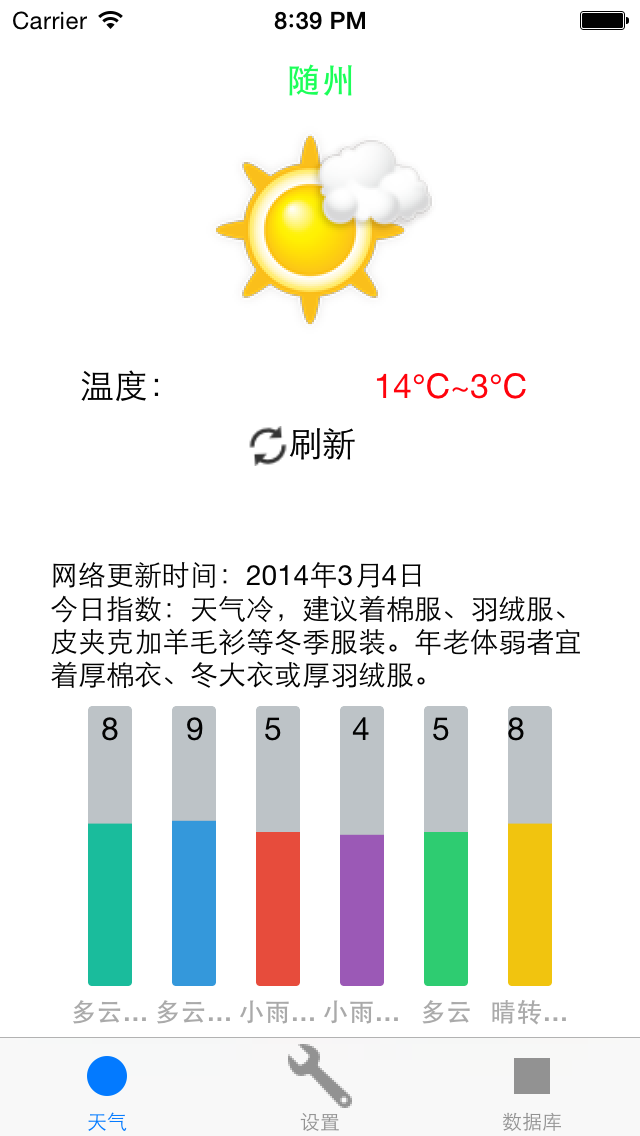 Carrier 8:39 PM
随州
温度： 14°C~3°C
刷新
网络更新时间：2014年3月4日
今日指数：天气冷，建议着棉服、羽绒服、
皮夹克加羊毛衫等冬季服装。年老体弱者宜
着厚棉衣、冬大衣或厚羽绒服。
8 9 5 4 5 8
多云... 多云... 小雨... 小雨... 多云 晴转...
天气 设置 数据库